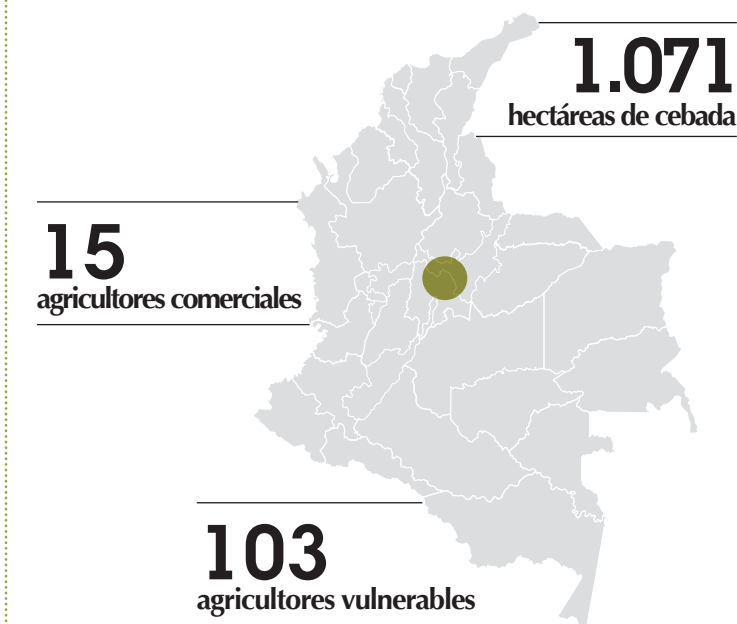 1.071
hectáreas de cebada
15
agricultores comerciales
103
agricultores vulnerables